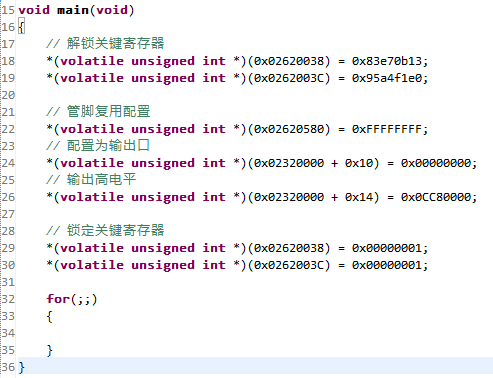 15 void main(void)
16 {
17 // 解锁关键寄存器
18 *(volatile unsigned int *)(0x02620038) = 0x83e70b13;
19 *(volatile unsigned int *)(0x0262003C) = 0x95a4f1e0;
20
21 // 管脚复用配置
22 *(volatile unsigned int *)(0x02620580) = 0xFFFFFFFF;
23 // 配置为输出口
24 *(volatile unsigned int *)(0x02320000 + 0x10) = 0x00000000;
25 // 输出高电平
26 *(volatile unsigned int *)(0x02320000 + 0x14) = 0x0CC80000;
27
28 // 锁定关键寄存器
29 *(volatile unsigned int *)(0x02620038) = 0x00000001;
30 *(volatile unsigned int *)(0x0262003C) = 0x00000001;
31
32 for(;;)
33 {
34
35 }
36 }